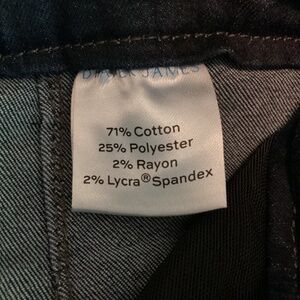 71% Cotton
25% Polyester
2% Rayon
2% Lycra® Spandex